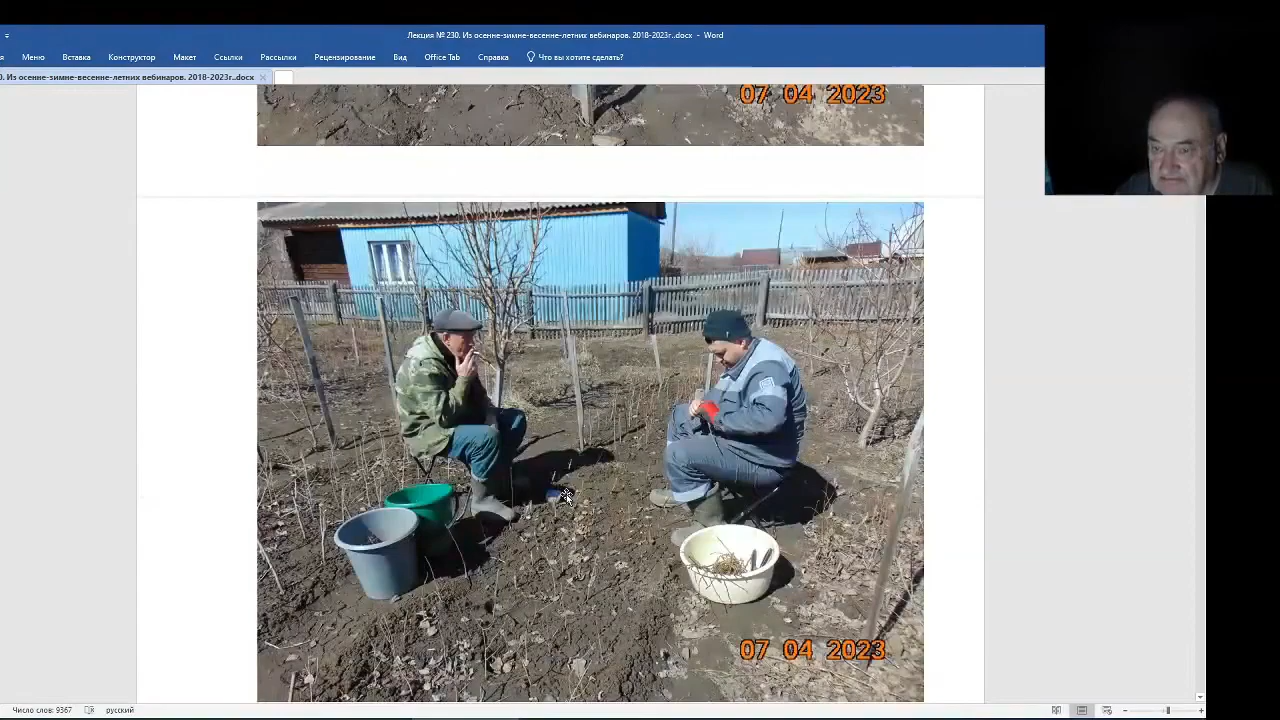 Лекция № 230. Из осенне-зимне-весенне-летних вебинаров. 2018-2023г..docx - Word
Меню Вставка Конструктор Макет Ссылки Рассылки Рецензирование Вид Office Tab Справка Что вы хотите сделать?
0. Из осенне-зимне-весенне-летних вебинаров. 2018-2023г..docx
07 04 2023
07 04 2023
Число слов: 9367 русский